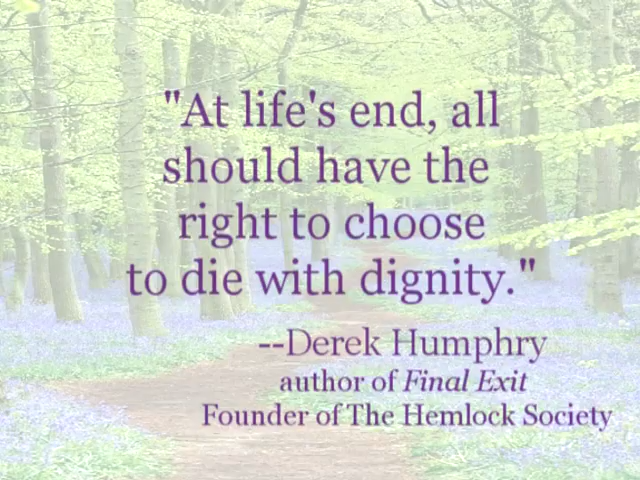 "At life's end, all
should have the
right to choose
to die with dignity."
--Derek Humphry
author of Final Exit
Founder of The Hemlock Society